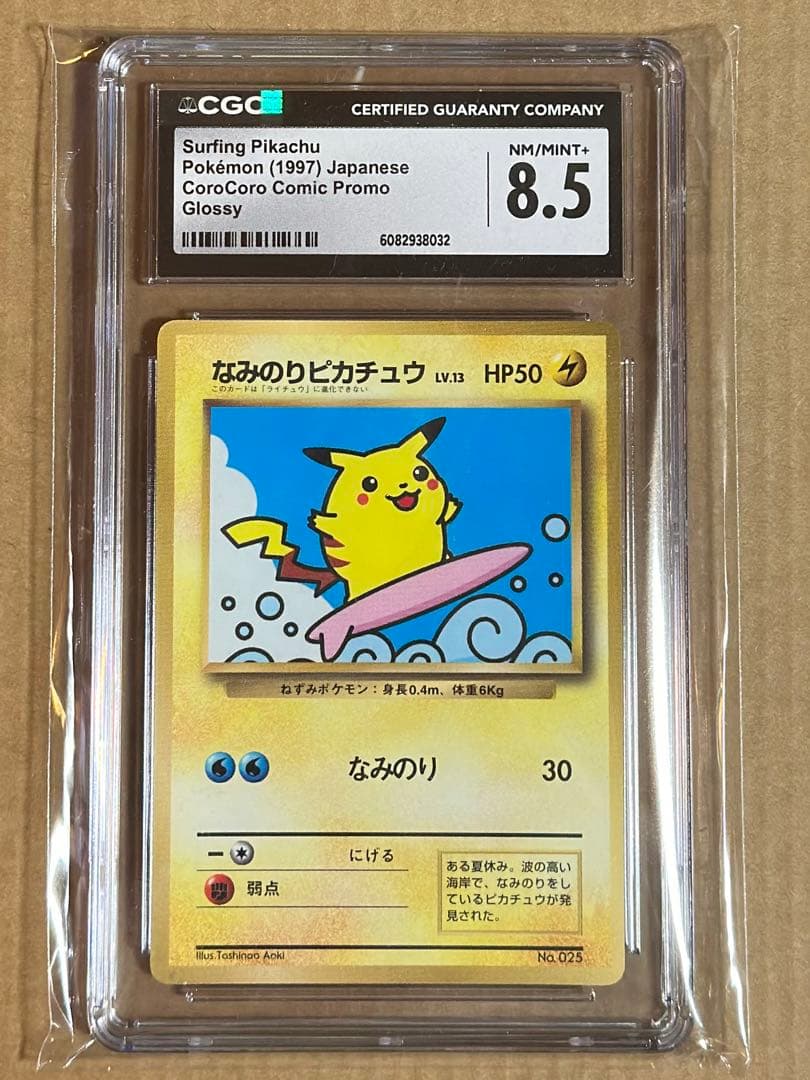 CGC
CERTIFIED GUARANTY COMPANY
Surfing Pikachu
Pokémon (1997) Japanese
CoroCoro Comic Promo
Glossy
NM/MINT+
8.5
6082938032
なみのりピカチュウ LV.13 HP50
このカードは「ライチュウ」に進化できない
ねずみポケモン：身長0.4m、体重6Kg
なみのり 30
ー にげる
弱点
ある夏休み。波の高い
海岸で、なみのりをし
ているピカチュウが発
見された。
Illus.Toshinao Aoki
No.025